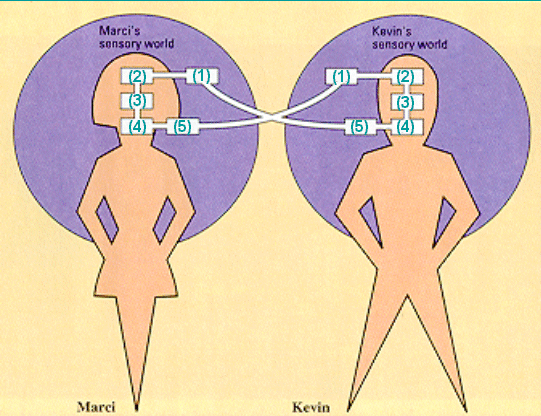 Marci's
sensory world
Kevin's
sensory world
(2) (1) (1) (2)
(3) (3)
(4) (5) (5) (4)
Marci Kevin